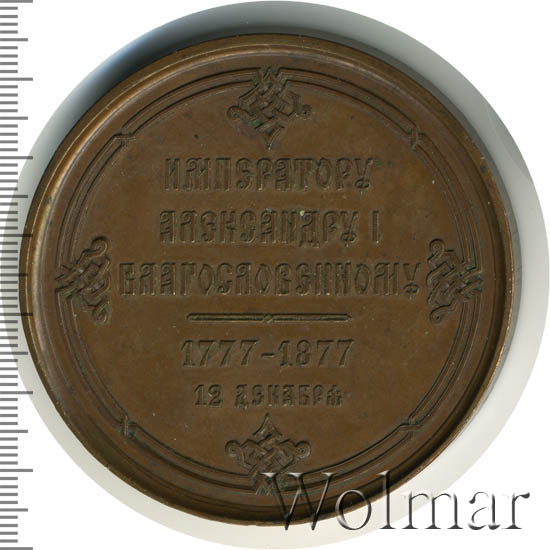 ИМПЕРАТОРУ
АЛЕКСАНДРУ I
БЛАГОСЛОВЕННОМУ
1777-1877
12 ДЕКАБРЯ
Wolmar